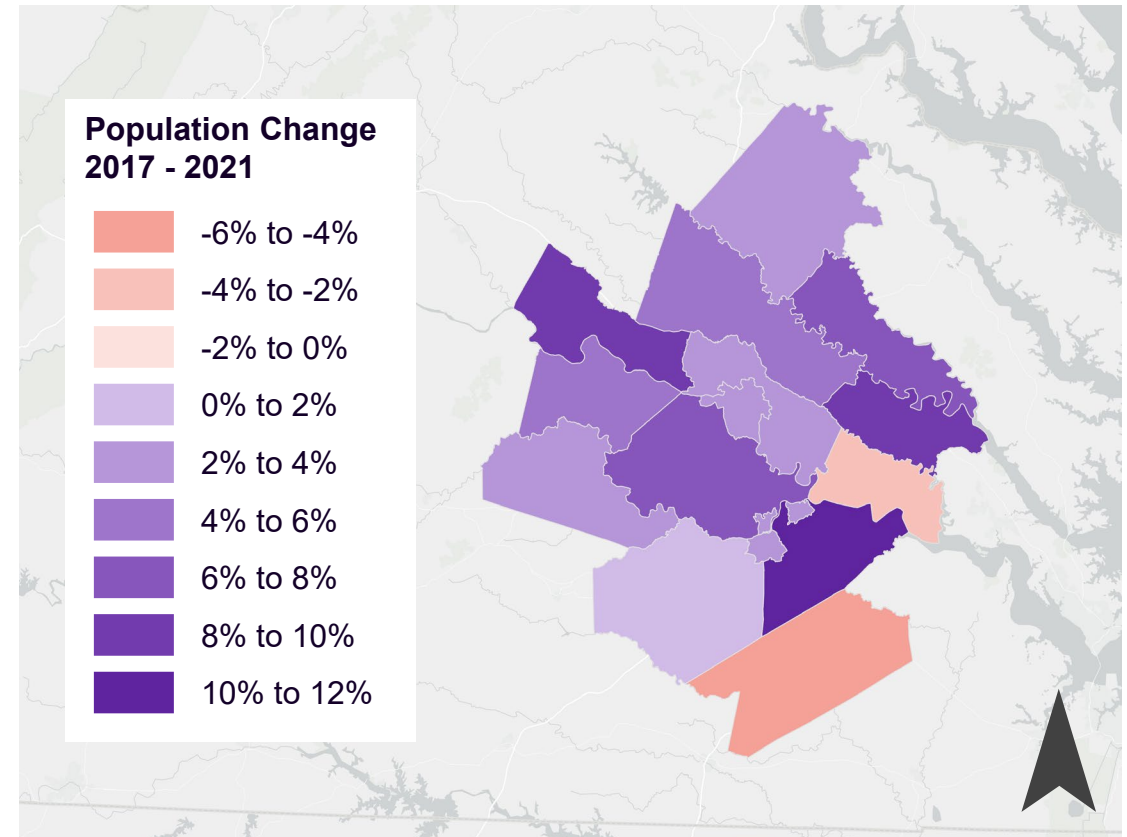 Population Change
2017 - 2021
-6% to -4%
-4% to -2%
-2% to 0%
0% to 2%
2% to 4%
4% to 6%
6% to 8%
8% to 10%
10% to 12%